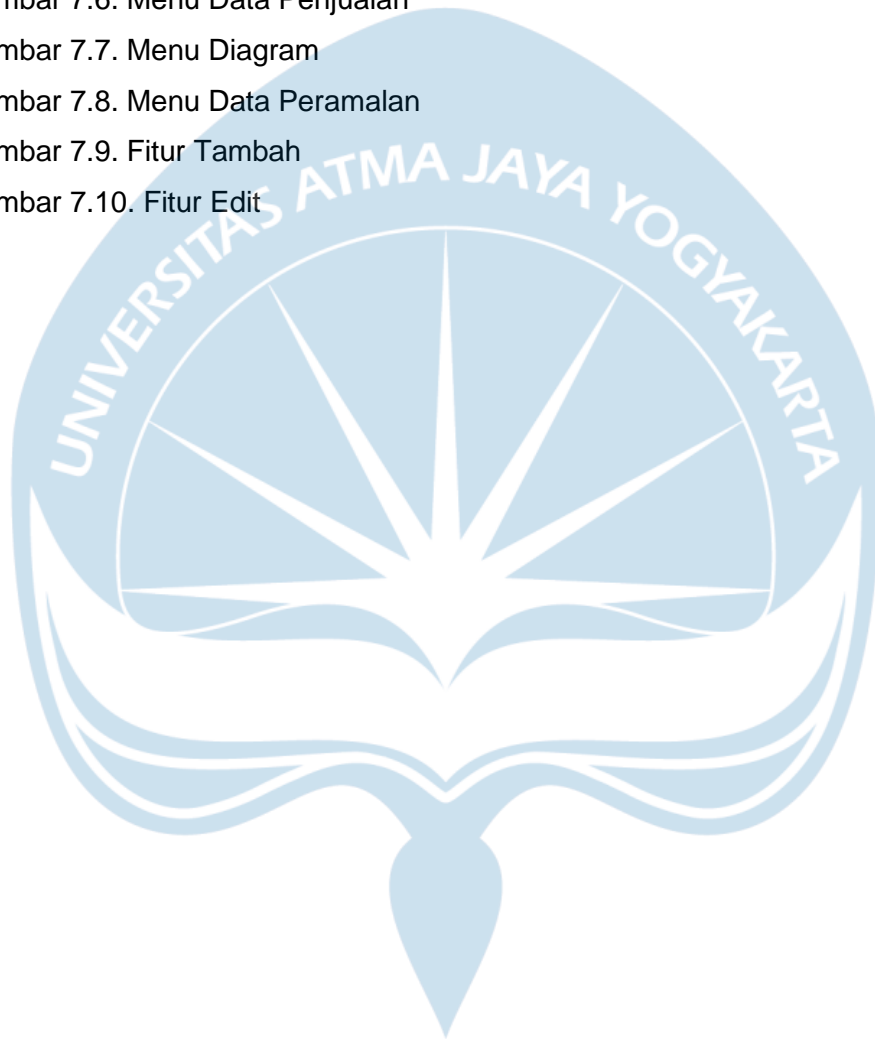 mbar 7.6. Menu Data Penjualan
mbar 7.7. Menu Diagram
mbar 7.8. Menu Data Peramalan
mbar 7.9. Fitur Tambah
mbar 7.10. Fitur Edit
UNIVERSITAS ATMA JAYA YOGYAKARTA